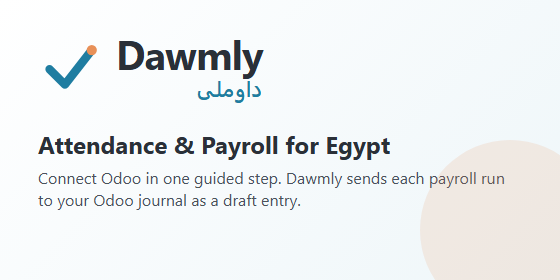 Dawmly
داوملي
Attendance & Payroll for Egypt
Connect Odoo in one guided step. Dawmly sends each payroll run
to your Odoo journal as a draft entry.